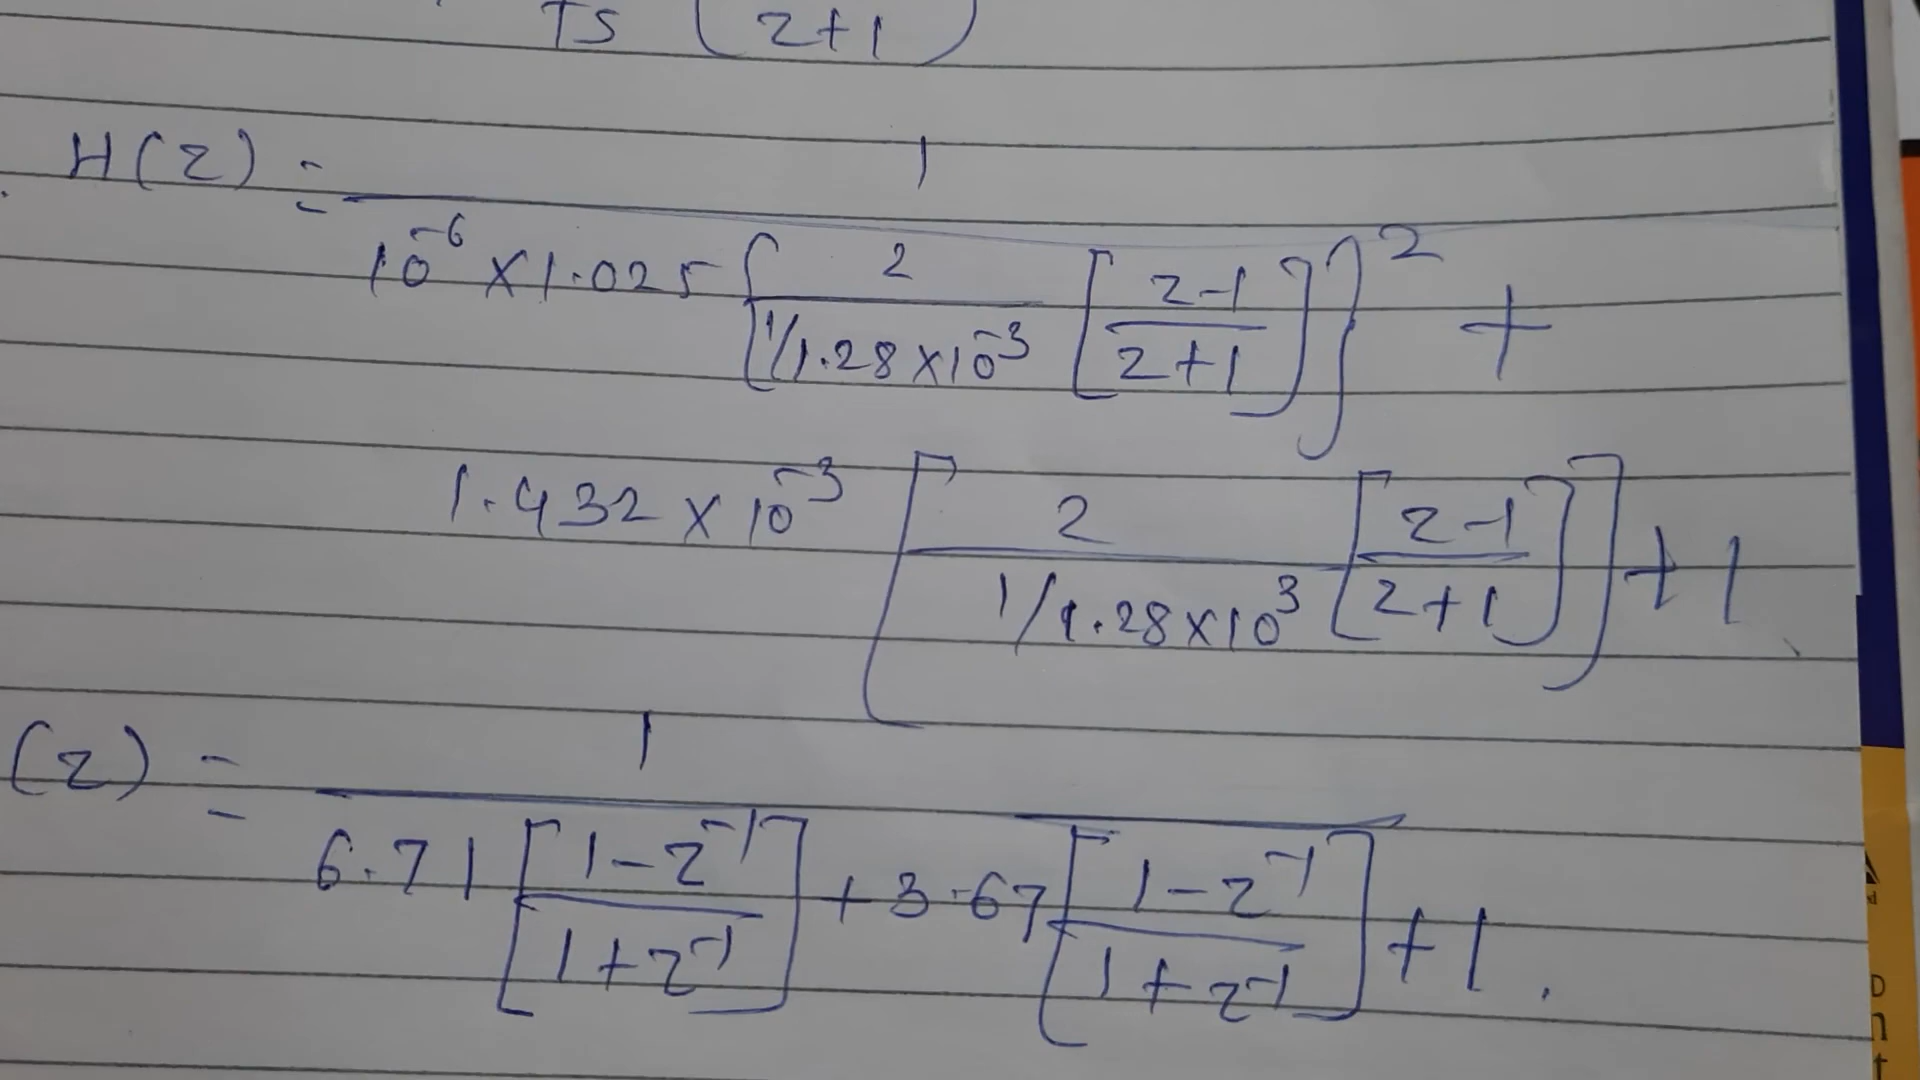 TS ( z+1 )
H(z) = 1
10^-6 × 1.025 { 2 / (1/1.28×10^-3) [ z-1 / z+1 ] }^2 +
1.432 × 10^-3 [ 2 / (1/1.28×10^3) [ z-1 / z+1 ] ] + 1
(z) = 1
6.71 [ 1-z^-1 / 1+z^-1 ] + 3.67 [ 1-z^-1 / 1+z^-1 ] + 1.